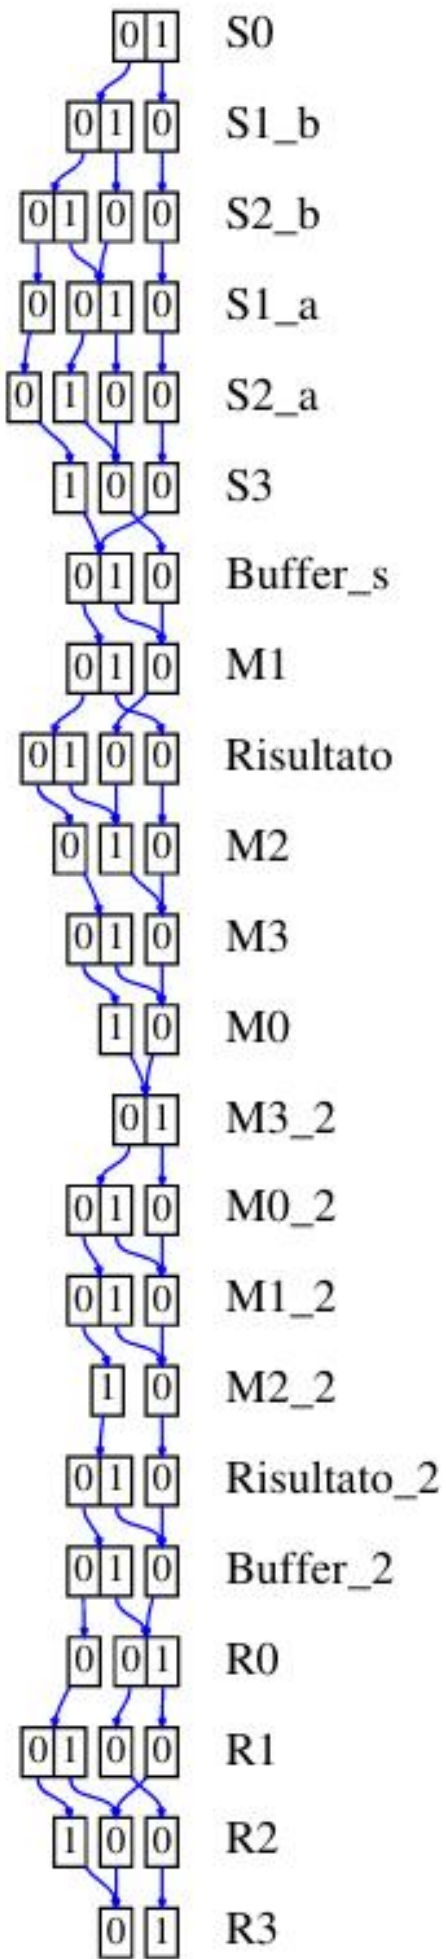 0 1 S0
0 1 0 S1_b
0 1 0 0 S2_b
0 0 1 0 S1_a
0 1 0 0 S2_a
1 0 0 S3
0 1 0 Buffer_s
0 1 0 M1
0 1 0 0 Risultato
0 1 0 M2
0 1 0 M3
1 0 M0
0 1 M3_2
0 1 0 M0_2
0 1 0 M1_2
1 0 M2_2
0 1 0 Risultato_2
0 1 0 Buffer_2
0 0 1 R0
0 1 0 0 R1
1 0 0 R2
0 1 R3